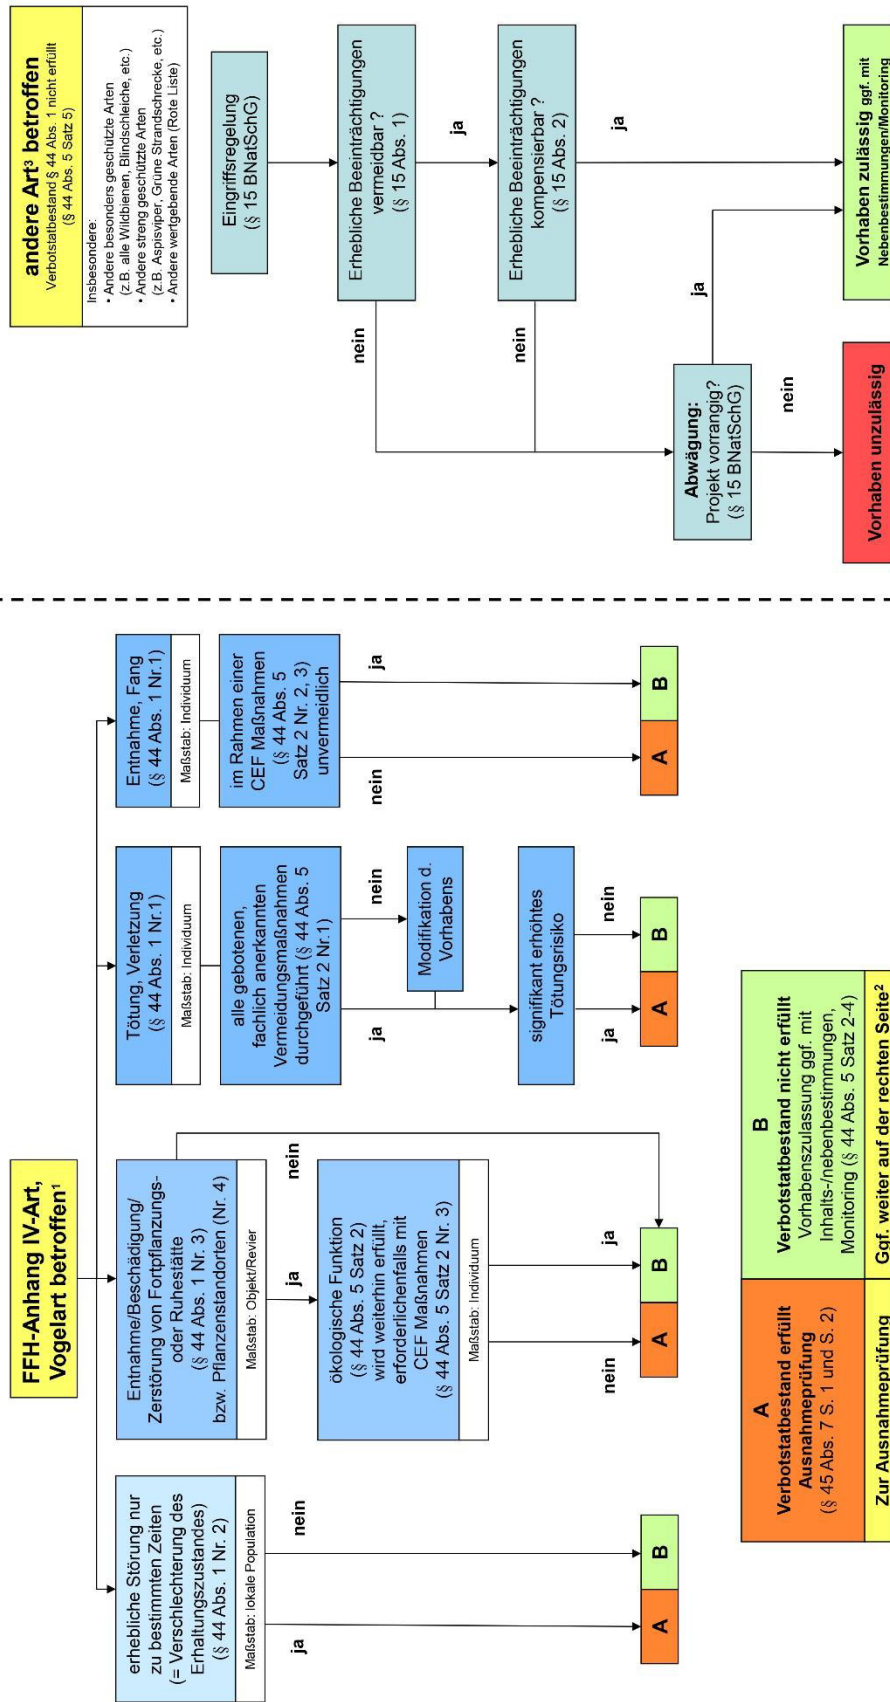 FFH-Anhang IV-Art,
Vogelart betroffen¹
erhebliche Störung nur
zu bestimmten Zeiten
(= Verschlechterung des
Erhaltungszustandes)
(§ 44 Abs. 1 Nr. 2)
Maßstab: lokale Population
ja
nein
A
B
Entnahme/Beschädigung/
Zerstörung von Fortpflanzungs-
oder Ruhestätte
(§ 44 Abs. 1 Nr. 3)
bzw. Pflanzenstandorten (Nr. 4)
Maßstab: Objekt/Revier
ja
nein
ökologische Funktion
(§ 44 Abs. 5 Satz 2)
wird weiterhin erfüllt,
erforderlichenfalls mit
CEF Maßnahmen
(§ 44 Abs. 5 Satz 2 Nr. 3)
Maßstab: Individuum
nein
ja
A
B
Tötung, Verletzung
(§ 44 Abs. 1 Nr.1)
Maßstab: Individuum
alle gebotenen,
fachlich anerkannten
Vermeidungsmaßnahmen
durchgeführt (§ 44 Abs. 5
Satz 2 Nr.1)
ja
nein
Modifikation d.
Vorhabens
signifikant erhöhtes
Tötungsrisiko
ja
nein
A
B
Entnahme, Fang
(§ 44 Abs. 1 Nr.1)
Maßstab: Individuum
im Rahmen einer
CEF Maßnahmen
(§ 44 Abs. 5
Satz 2 Nr. 2, 3)
unvermeidlich
nein
ja
A
B
A
Verbotstatbestand erfüllt
Ausnahmeprüfung
(§ 45 Abs. 7 S. 1 und S. 2)
Zur Ausnahmeprüfung
B
Verbotstatbestand nicht erfüllt
Vorhabenszulassung ggf. mit
Inhalts-/nebenbestimmungen,
Monitoring (§ 44 Abs. 5 Satz 2-4)
Ggf. weiter auf der rechten Seite²
andere Art³ betroffen
Verbotstatbestand § 44 Abs. 1 nicht erfüllt
(§ 44 Abs. 5 Satz 5)
Insbesondere:
• Andere besonders geschützte Arten
(z.B. alle Wildbienen, Blindschleiche, etc.)
• Andere streng geschützte Arten
(z.B. Aspisviper, Grüne Strandschrecke, etc.)
• Andere wertgebende Arten (Rote Liste)
Eingriffsregelung
(§ 15 BNatSchG)
Erhebliche Beeinträchtigungen
vermeidbar ?
(§ 15 Abs. 1)
nein
ja
Erhebliche Beeinträchtigungen
kompensierbar ?
(§ 15 Abs. 2)
nein
ja
Abwägung:
Projekt vorrangig?
(§ 15 BNatSchG)
ja
nein
Vorhaben unzulässig
Vorhaben zulässig ggf. mit
Nebenbestimmungen/Monitoring